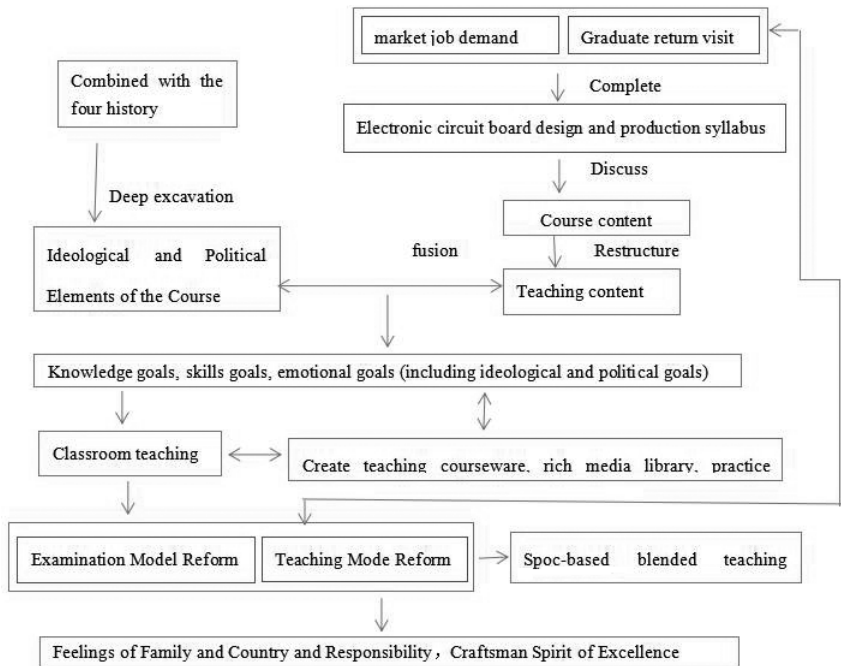 market job demand
Graduate return visit
Combined with the
four history
Complete
Electronic circuit board design and production syllabus
Discuss
Deep excavation
Course content
Ideological and Political
Elements of the Course
fusion
Restructure
Teaching content
Knowledge goals, skills goals, emotional goals (including ideological and political goals)
Classroom teaching
Create teaching courseware, rich media library, practice
Examination Model Reform
Teaching Mode Reform
Spoc-based blended teaching
Feelings of Family and Country and Responsibility，Craftsman Spirit of Excellence